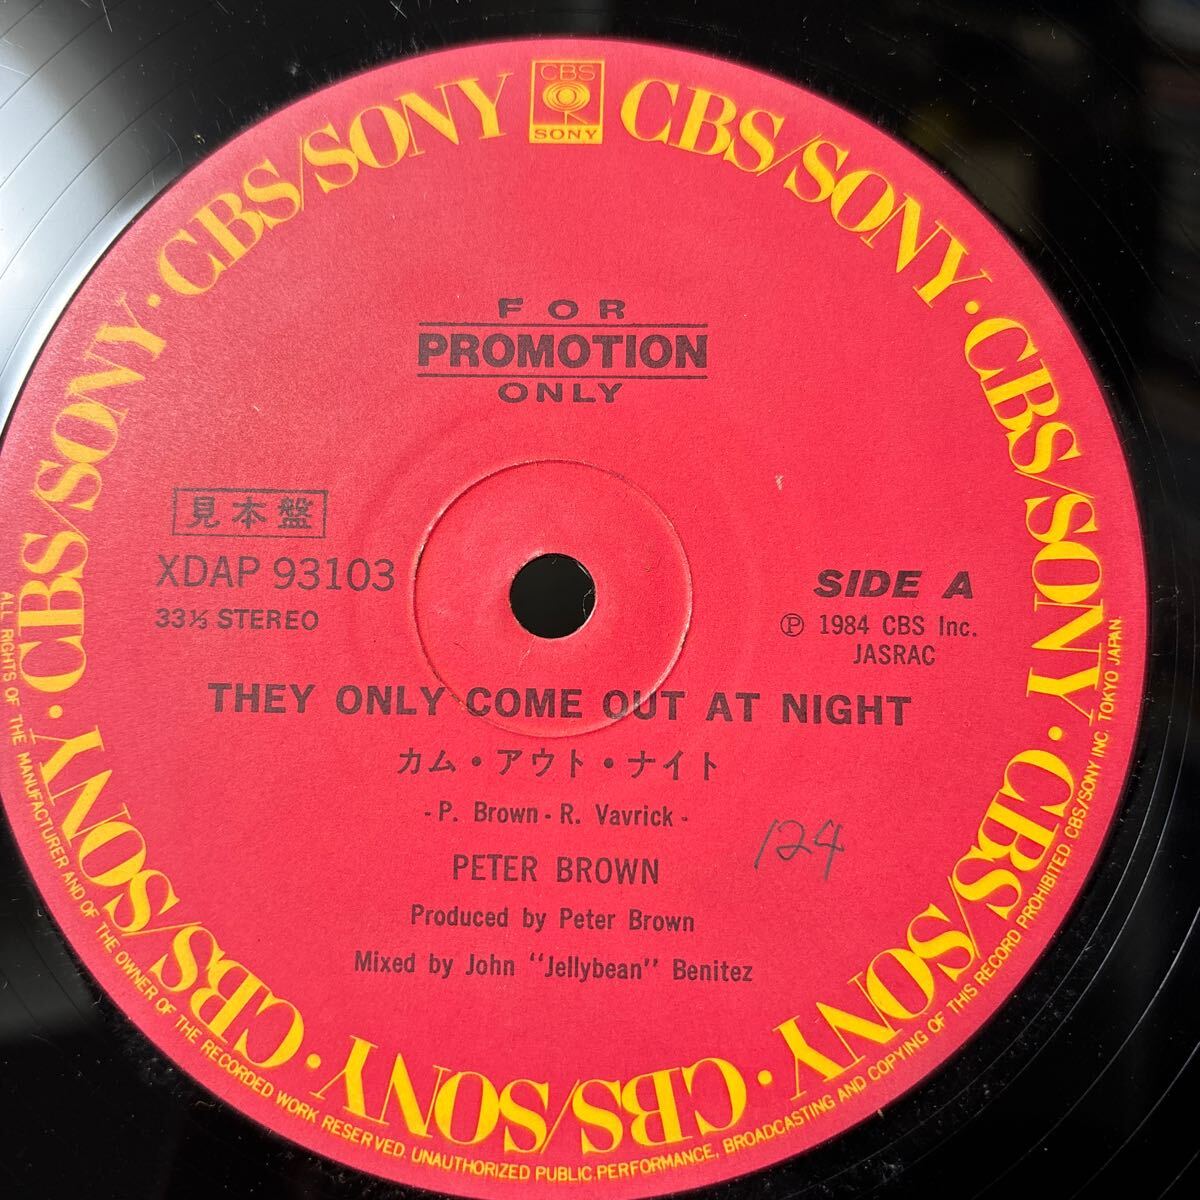 CBS
SONY
CBS/SONY · CBS/SONY · CBS/SONY · CBS/SONY · CBS/SONY · CBS/SONY · CBS/SONY · CBS/SONY
FOR
PROMOTION
ONLY
見本盤
XDAP 93103
33⅓ STEREO
SIDE A
Ⓟ 1984 CBS Inc.
JASRAC
THEY ONLY COME OUT AT NIGHT
カム・アウト・ナイト
- P. Brown - R. Vavrick -
124
PETER BROWN
Produced by Peter Brown
Mixed by John "Jellybean" Benitez
ALL RIGHTS OF THE MANUFACTURER AND OF THE OWNER OF THE RECORDED WORK RESERVED. UNAUTHORIZED PUBLIC PERFORMANCE, BROADCASTING AND COPYING OF THIS RECORD PROHIBITED CBS/SONY INC. TOKYO JAPAN.